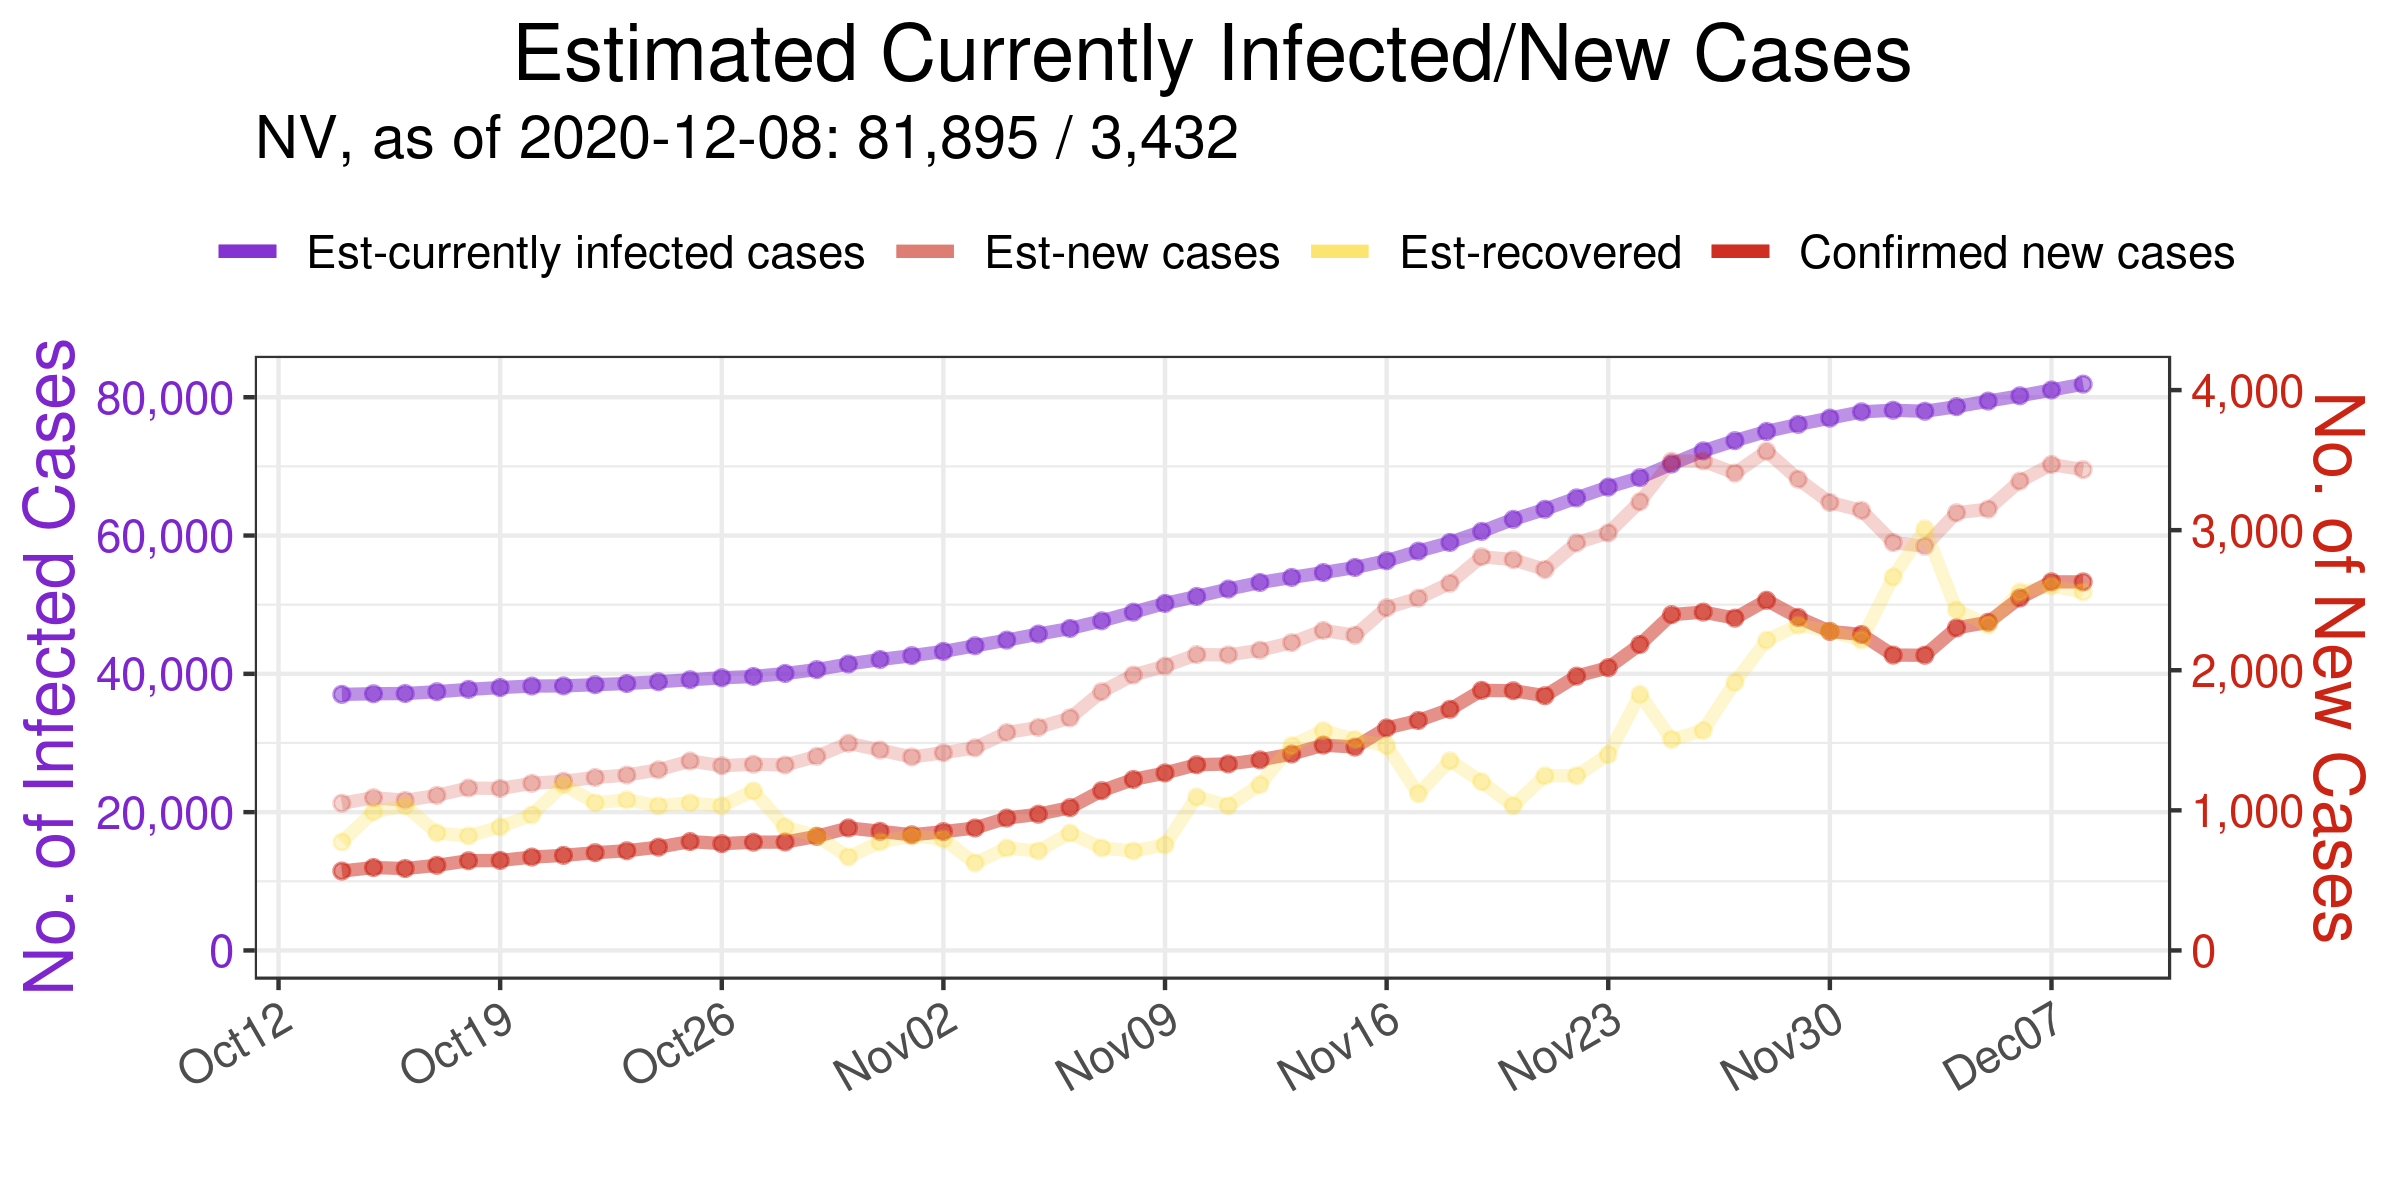 Estimated Currently Infected/New Cases
NV, as of 2020-12-08: 81,895 / 3,432
Est-currently infected cases
Est-new cases
Est-recovered
Confirmed new cases
No. of Infected Cases
80,000
60,000
40,000
20,000
0
4,000
3,000
2,000
1,000
0
No. of New Cases
Oct12
Oct19
Oct26
Nov02
Nov09
Nov16
Nov23
Nov30
Dec07